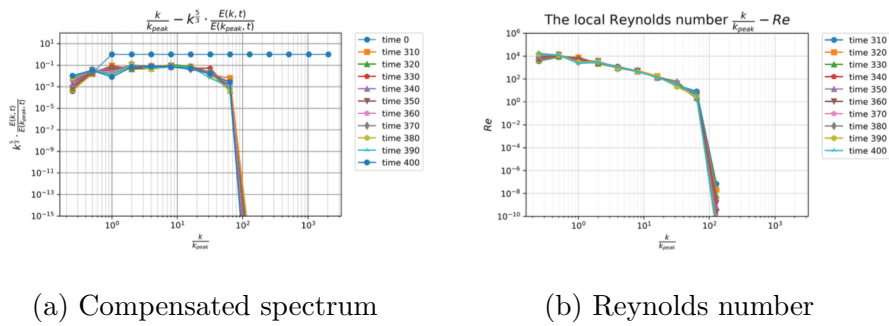 k/k_peak − k^(5/3) · E(k,t)/E(k_peak,t)
10^1
10^-1
10^-3
10^-5
10^-7
10^-9
10^-11
10^-13
10^-15
k^(5/3) · E(k,t)/E(k_peak,t)
10^0
10^1
10^2
10^3
k/k_peak
time 0
time 310
time 320
time 330
time 340
time 350
time 360
time 370
time 380
time 390
time 400
(a) Compensated spectrum
The local Reynolds number k/k_peak − Re
10^6
10^4
10^2
10^0
10^-2
10^-4
10^-6
10^-8
10^-10
Re
10^0
10^1
10^2
10^3
k/k_peak
time 310
time 320
time 330
time 340
time 350
time 360
time 370
time 380
time 390
time 400
(b) Reynolds number